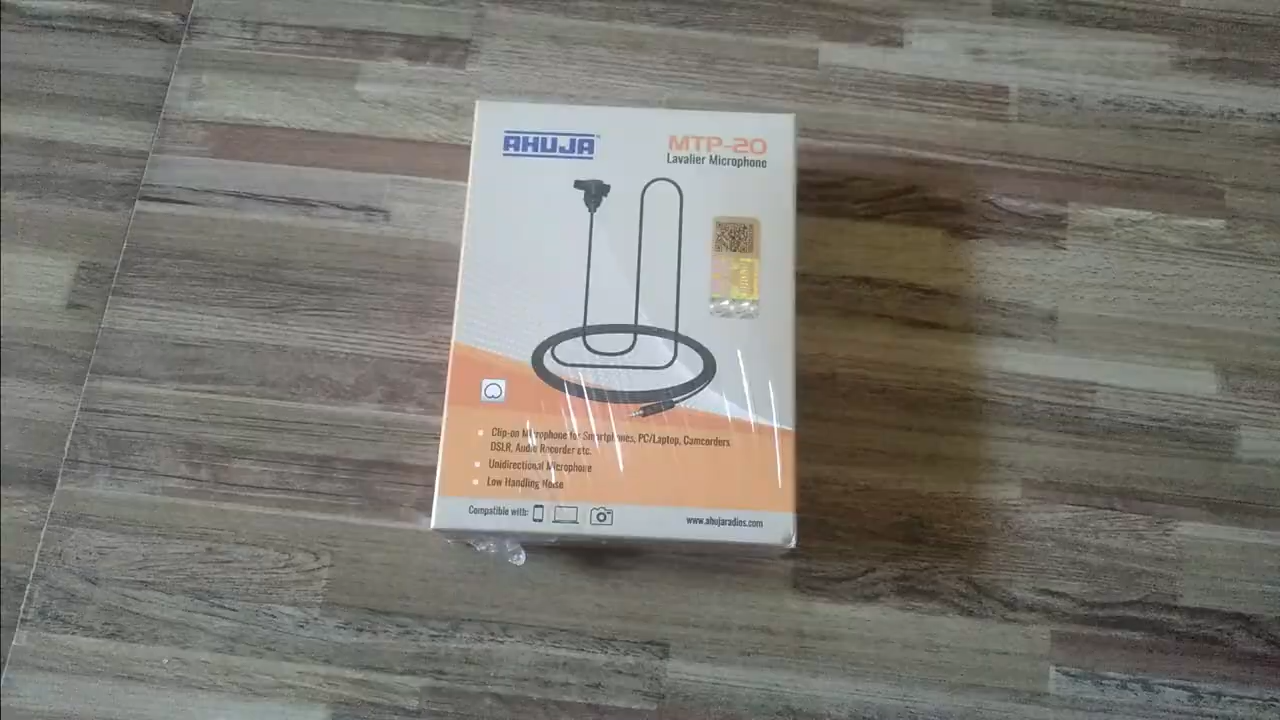 AHUJA
MTP-20
Lavalier Microphone
Clip-on Microphone for Smartphones, PC/Laptop, Camcorders
DSLR, Audio Recorder etc.
Unidirectional Microphone
Low Handling Noise
Compatible with:
www.ahujaradios.com